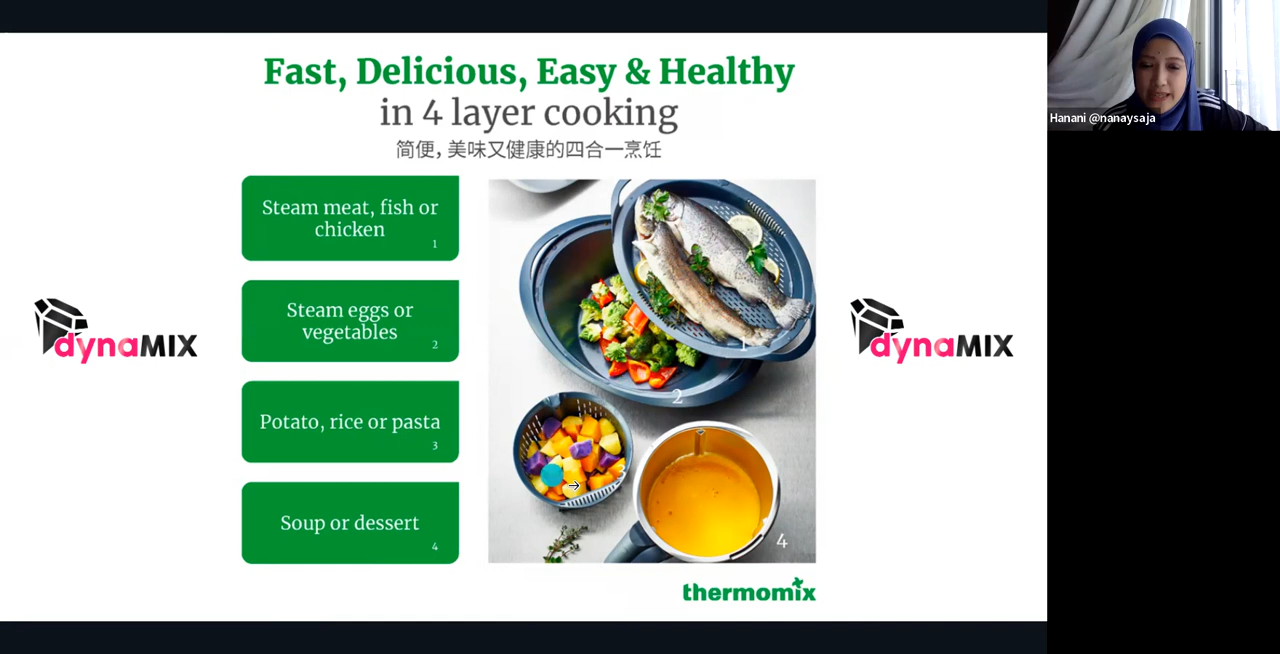 Fast, Delicious, Easy & Healthy
in 4 layer cooking
简便，美味又健康的四合一烹饪
Steam meat, fish or
chicken
1
Steam eggs or
vegetables
2
Potato, rice or pasta
3
Soup or dessert
4
1
2
3
4
dynaMIX
dynaMIX
thermomix
Hanani @nanaysaja